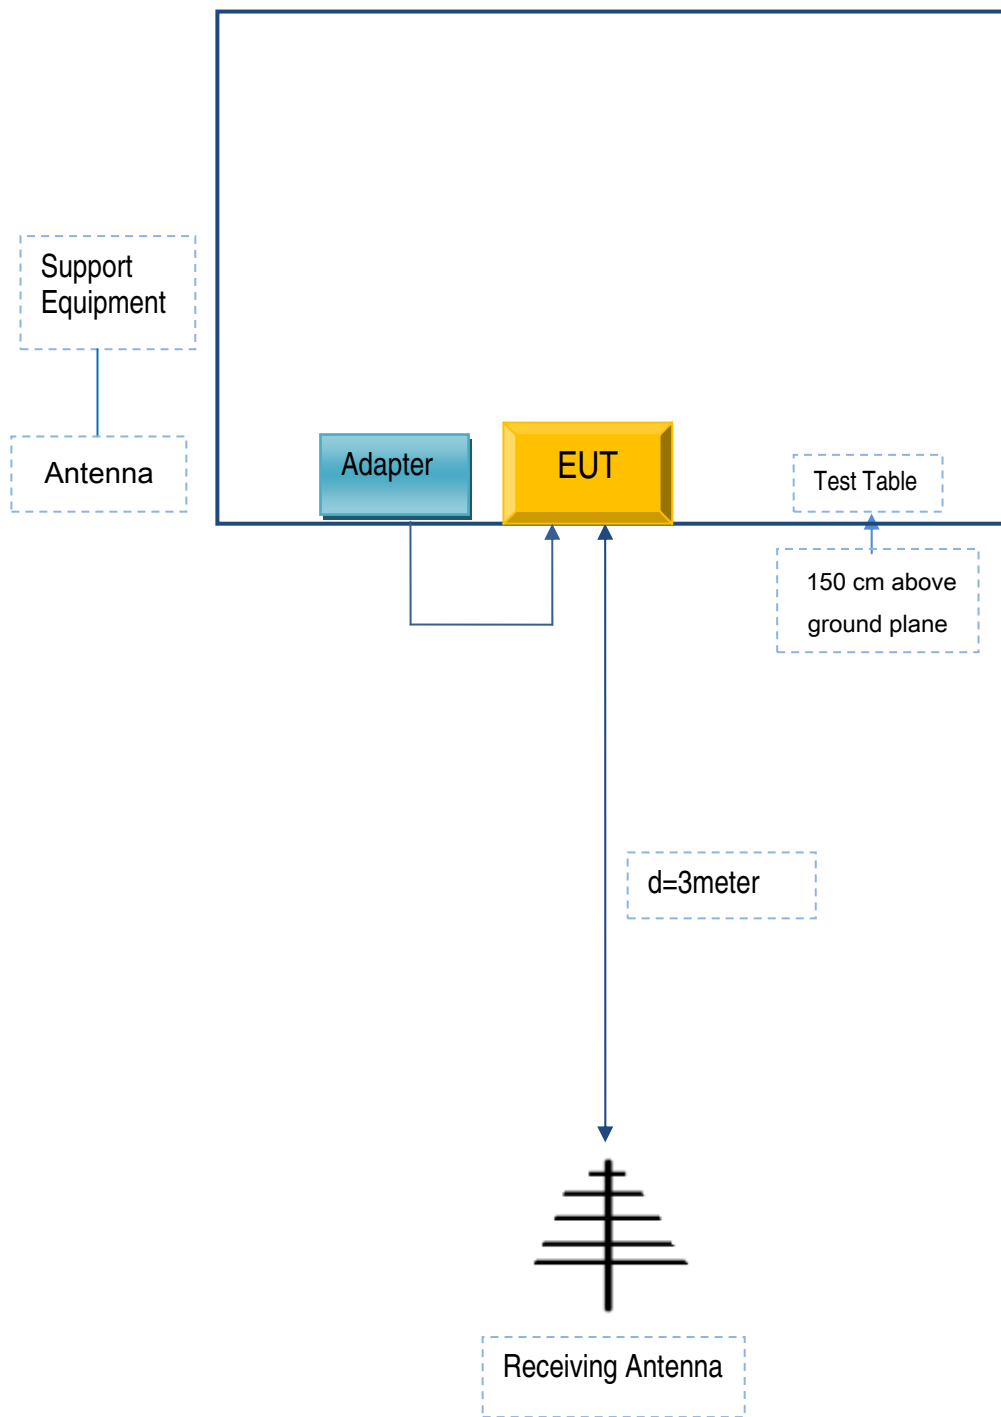 Support
Equipment
Antenna
Adapter
EUT
Test Table
150 cm above
ground plane
d=3meter
Receiving Antenna